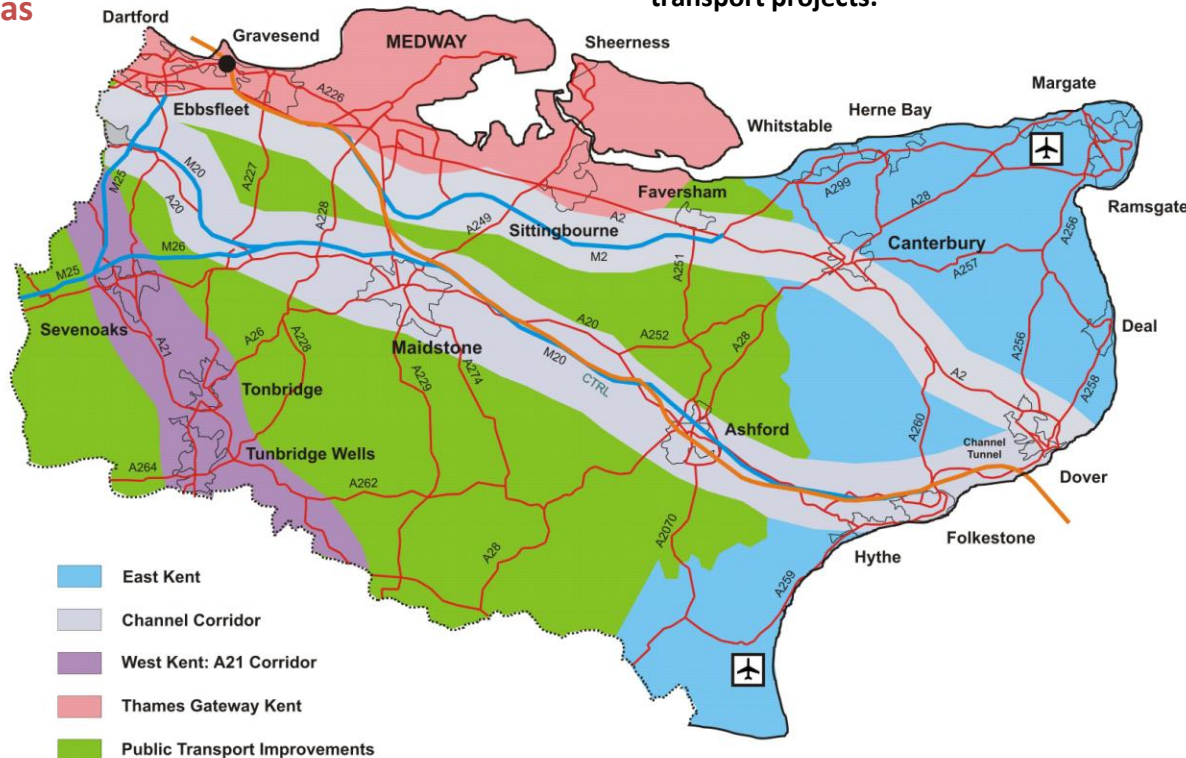 as
transport projects.
Dartford
Gravesend
MEDWAY
Sheerness
Margate
Herne Bay
Whitstable
Ebbsfleet
A226
M20
A227
M25
A20
A228
M26
M25
A249
Sittingbourne
A2
M2
Faversham
A251
A299
A28
Canterbury
A257
A256
Ramsgate
Sevenoaks
A21
A26
A228
Tonbridge
Maidstone
A229
A274
A20
M20
CTRL
A252
A28
Ashford
A2
A260
A256
A258
Deal
Channel
Tunnel
Dover
Folkestone
Hythe
A264
Tunbridge Wells
A262
A28
A2070
A259
East Kent
Channel Corridor
West Kent: A21 Corridor
Thames Gateway Kent
Public Transport Improvements